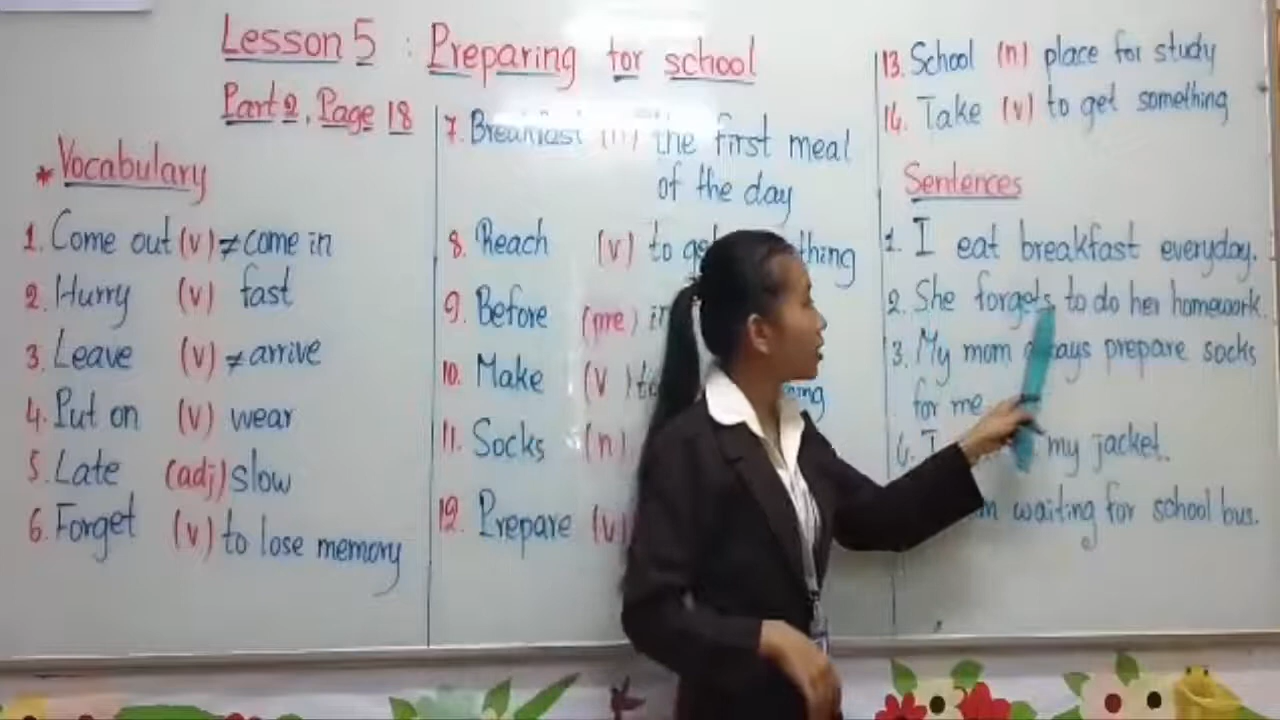 Lesson 5 : Preparing for school
Part 2, Page 18
* Vocabulary
1. Come out (v) ≠ come in
2. Hurry (v) fast
3. Leave (v) ≠ arrive
4. Put on (v) wear
5. Late (adj) slow
6. Forget (v) to lose memory
7. Breakfast (n) the first meal
of the day
8. Reach (v) to
9. Before (pre)
10. Make (v)
11. Socks (n)
12. Prepare (v)
13. School (n) place for study
14. Take (v) to get something
Sentences
1. I eat breakfast everyday.
2. She forgets to do her homework.
3. My mom prepare socks
for me
4. I my jacket.
waiting for school bus.